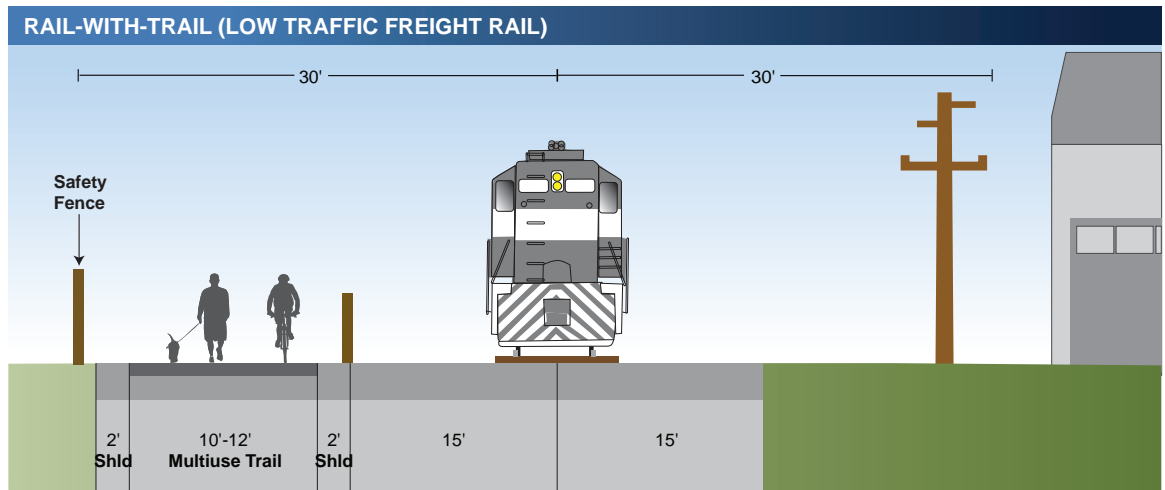 RAIL-WITH-TRAIL (LOW TRAFFIC FREIGHT RAIL)
30' 30'
Safety
Fence
2' 10'-12' 2' 15' 15'
Shld Multiuse Trail Shld